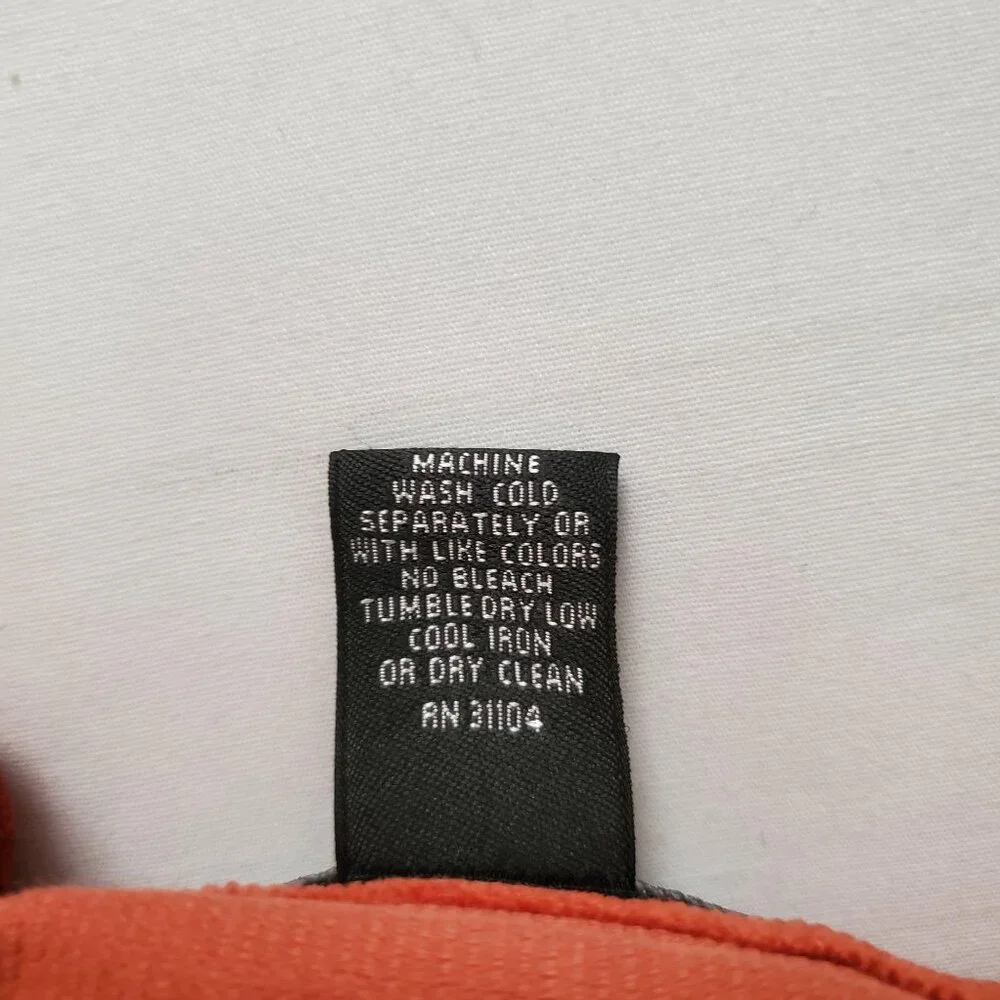 MACHINE
WASH COLD
SEPARATELY OR
WITH LIKE COLORS
NO BLEACH
TUMBLE DRY LOW
COOL IRON
OR DRY CLEAN
RN 31104